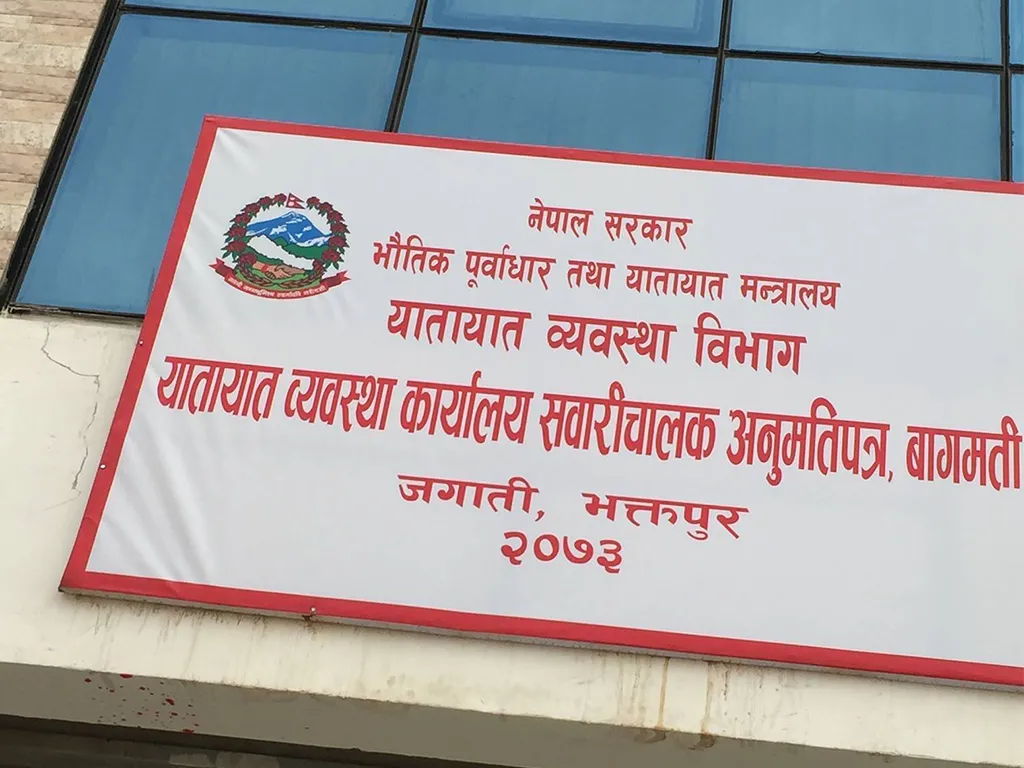 नेपाल सरकार
भौतिक पूर्वाधार तथा यातायात मन्त्रालय
यातायात व्यवस्था विभाग
यातायात व्यवस्था कार्यालय सवारीचालक अनुमतिपत्र, बागमती
जगाती, भक्तपुर
२०७३